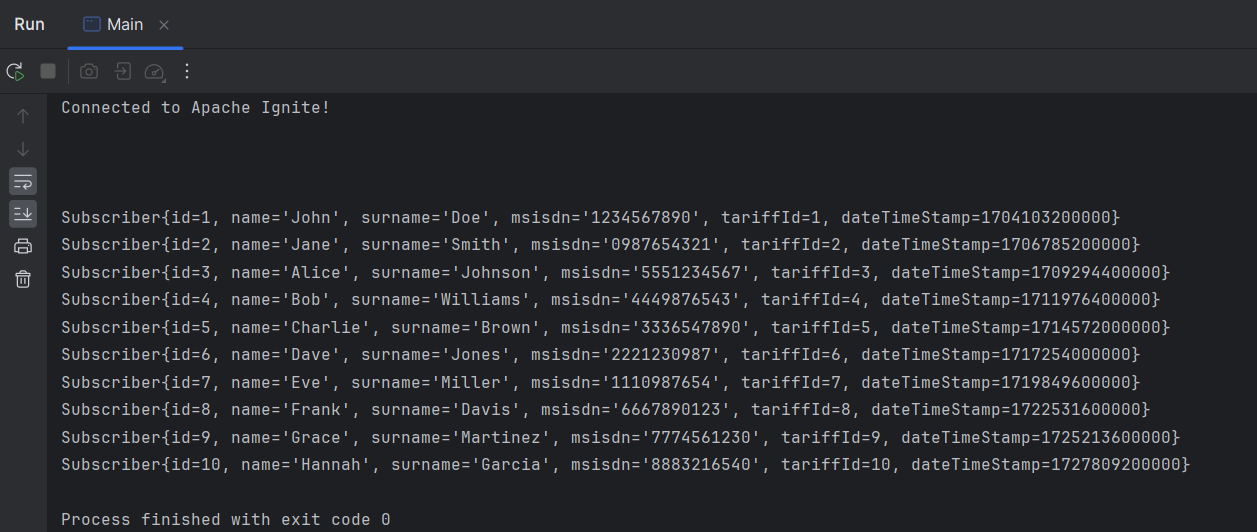 Run Main
Connected to Apache Ignite!
Subscriber{id=1, name='John', surname='Doe', msisdn='1234567890', tariffId=1, dateTimeStamp=1704103200000}
Subscriber{id=2, name='Jane', surname='Smith', msisdn='0987654321', tariffId=2, dateTimeStamp=1706785200000}
Subscriber{id=3, name='Alice', surname='Johnson', msisdn='5551234567', tariffId=3, dateTimeStamp=1709294400000}
Subscriber{id=4, name='Bob', surname='Williams', msisdn='4449876543', tariffId=4, dateTimeStamp=1711976400000}
Subscriber{id=5, name='Charlie', surname='Brown', msisdn='3336547890', tariffId=5, dateTimeStamp=1714572000000}
Subscriber{id=6, name='Dave', surname='Jones', msisdn='2221230987', tariffId=6, dateTimeStamp=1717254000000}
Subscriber{id=7, name='Eve', surname='Miller', msisdn='1110987654', tariffId=7, dateTimeStamp=1719849600000}
Subscriber{id=8, name='Frank', surname='Davis', msisdn='6667890123', tariffId=8, dateTimeStamp=1722531600000}
Subscriber{id=9, name='Grace', surname='Martinez', msisdn='7774561230', tariffId=9, dateTimeStamp=1725213600000}
Subscriber{id=10, name='Hannah', surname='Garcia', msisdn='8883216540', tariffId=10, dateTimeStamp=1727809200000}
Process finished with exit code 0